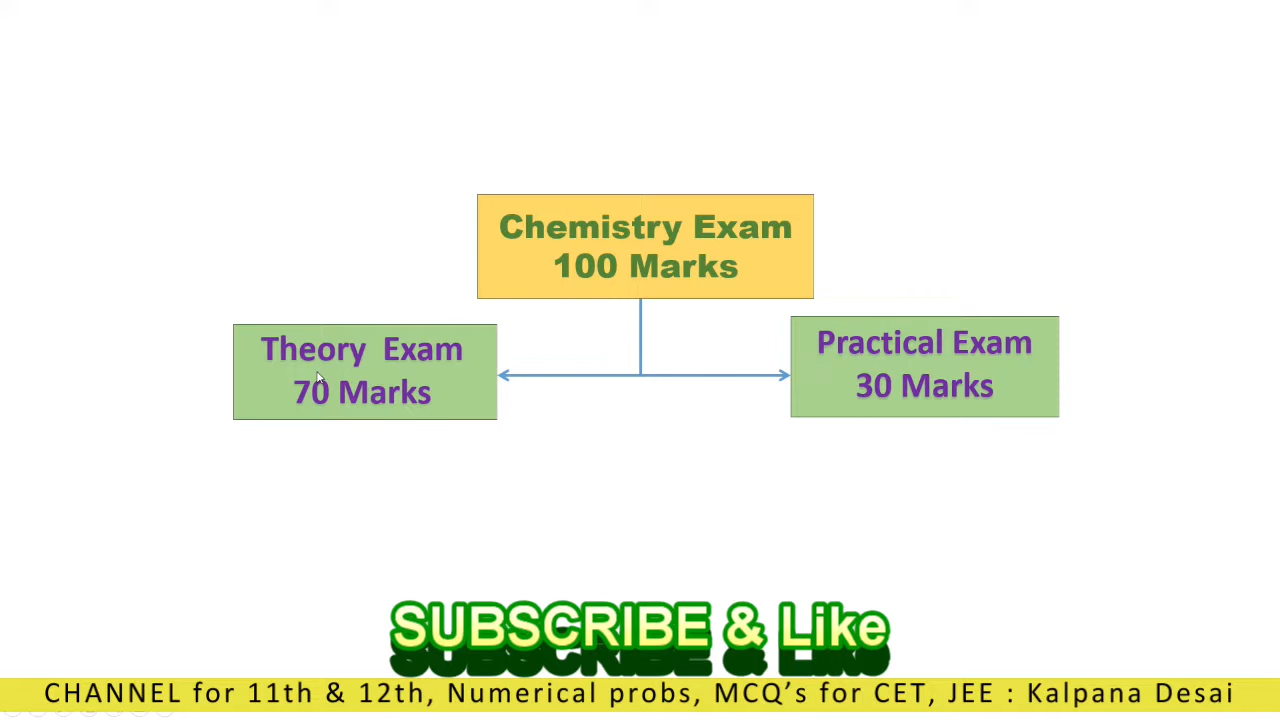 Chemistry Exam
100 Marks
Theory Exam
70 Marks
Practical Exam
30 Marks
SUBSCRIBE & Like
CHANNEL for 11th & 12th, Numerical probs, MCQ’s for CET, JEE : Kalpana Desai